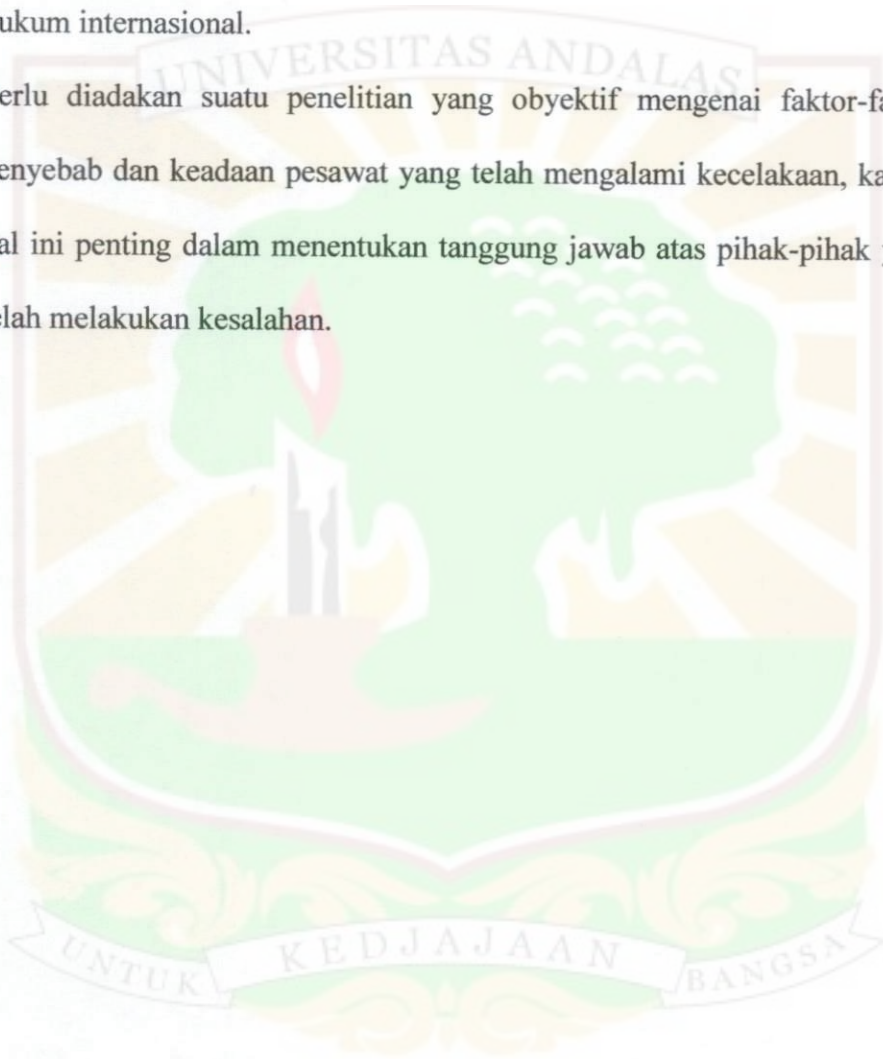 ukum internasional.
UNIVERSITAS ANDALAS
erlu diadakan suatu penelitian yang obyektif mengenai faktor-fa
enyebab dan keadaan pesawat yang telah mengalami kecelakaan, ka
al ini penting dalam menentukan tanggung jawab atas pihak-pihak
elah melakukan kesalahan.
UNTUK KEDJAJAAN BANGSA